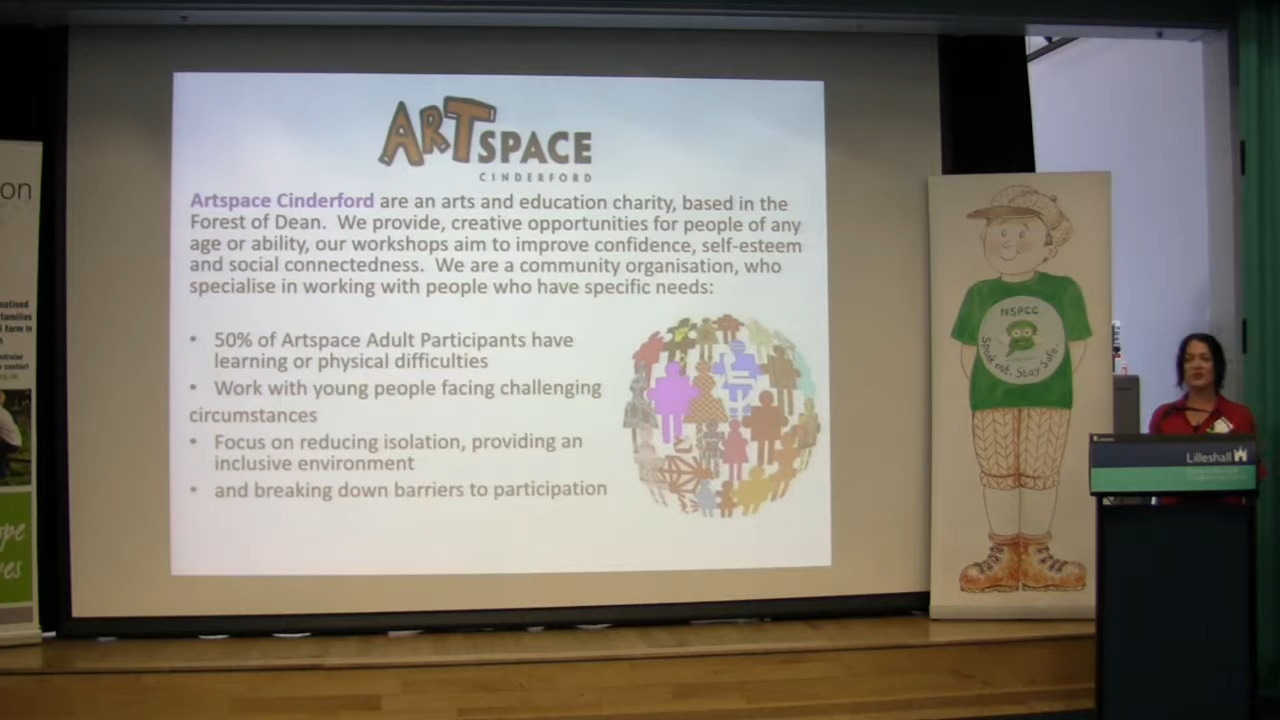 ARTSPACE
CINDERFORD
Artspace Cinderford are an arts and education charity, based in the
Forest of Dean. We provide, creative opportunities for people of any
age or ability, our workshops aim to improve confidence, self-esteem
and social connectedness. We are a community organisation, who
specialise in working with people who have specific needs:
• 50% of Artspace Adult Participants have
learning or physical difficulties
• Work with young people facing challenging
circumstances
• Focus on reducing isolation, providing an
inclusive environment
• and breaking down barriers to participation
on
families
farm in
contact
NSPCC
Speak out. Stay Safe.
Lilleshall